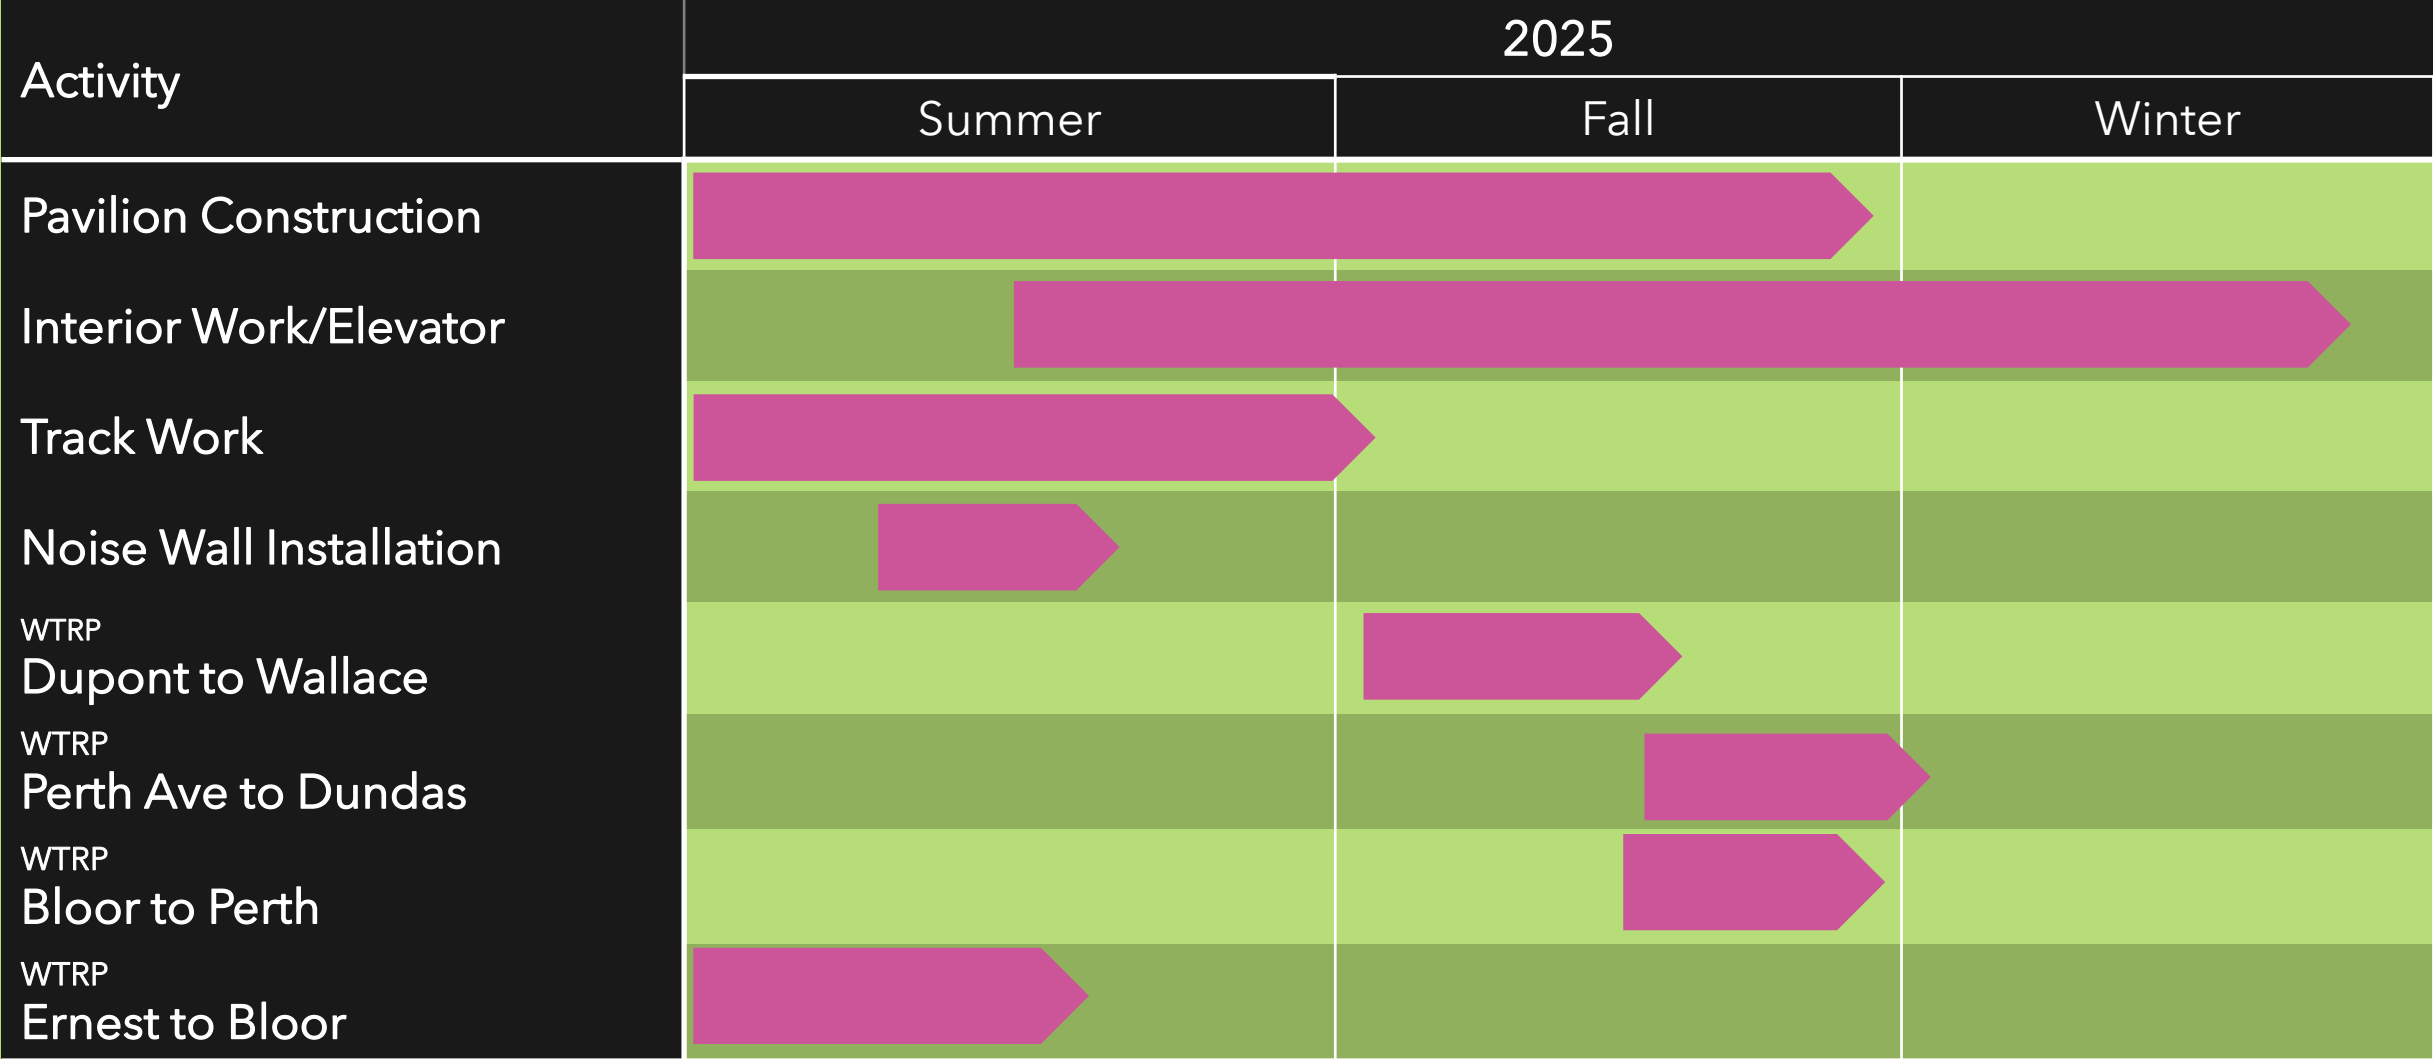 Activity
2025
Summer
Fall
Winter
Pavilion Construction
Interior Work/Elevator
Track Work
Noise Wall Installation
WTRP
Dupont to Wallace
WTRP
Perth Ave to Dundas
WTRP
Bloor to Perth
WTRP
Ernest to Bloor